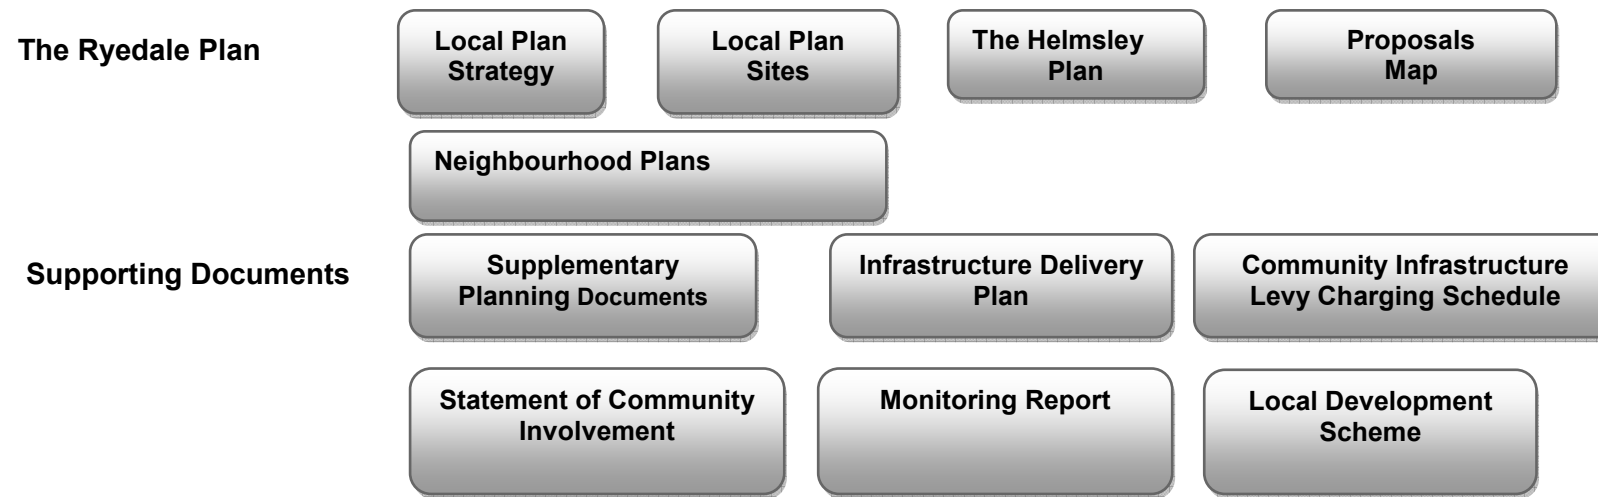 The Ryedale Plan
Local Plan
Strategy
Local Plan
Sites
The Helmsley
Plan
Proposals
Map
Neighbourhood Plans
Supporting Documents
Supplementary
Planning Documents
Infrastructure Delivery
Plan
Community Infrastructure
Levy Charging Schedule
Statement of Community
Involvement
Monitoring Report
Local Development
Scheme